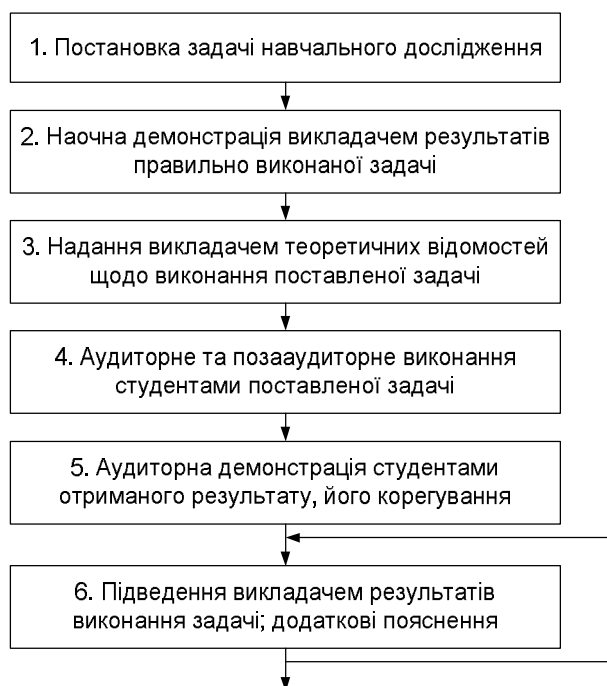 1. Постановка задачі навчального дослідження
2. Наочна демонстрація викладачем результатів
правильно виконаної задачі
3. Надання викладачем теоретичних відомостей
щодо виконання поставленої задачі
4. Аудиторне та позааудиторне виконання
студентами поставленої задачі
5. Аудиторна демонстрація студентами
отриманого результату, його корегування
6. Підведення викладачем результатів
виконання задачі; додаткові пояснення